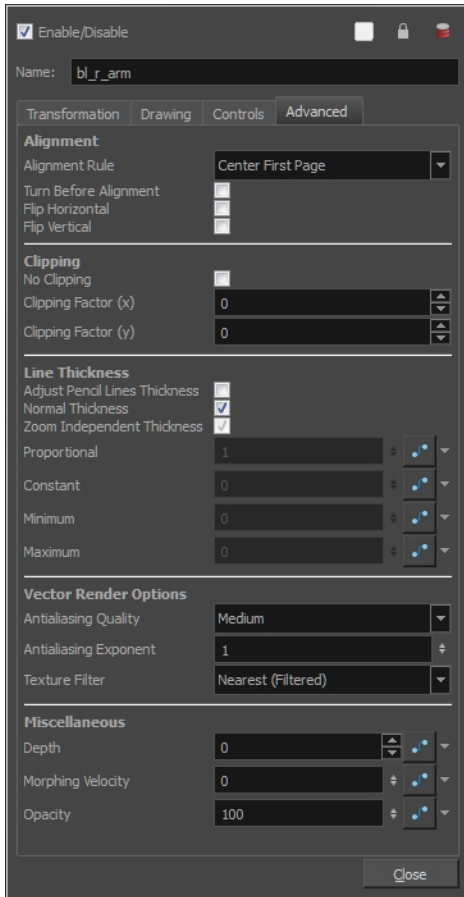 Enable/Disable
Name: bl_r_arm
Transformation Drawing Controls Advanced
Alignment
Alignment Rule Center First Page
Turn Before Alignment
Flip Horizontal
Flip Vertical
Clipping
No Clipping
Clipping Factor (x) 0
Clipping Factor (y) 0
Line Thickness
Adjust Pencil Lines Thickness
Normal Thickness
Zoom Independent Thickness
Proportional 1
Constant 0
Minimum 0
Maximum 0
Vector Render Options
Antialiasing Quality Medium
Antialiasing Exponent 1
Texture Filter Nearest (Filtered)
Miscellaneous
Depth 0
Morphing Velocity 0
Opacity 100
Close